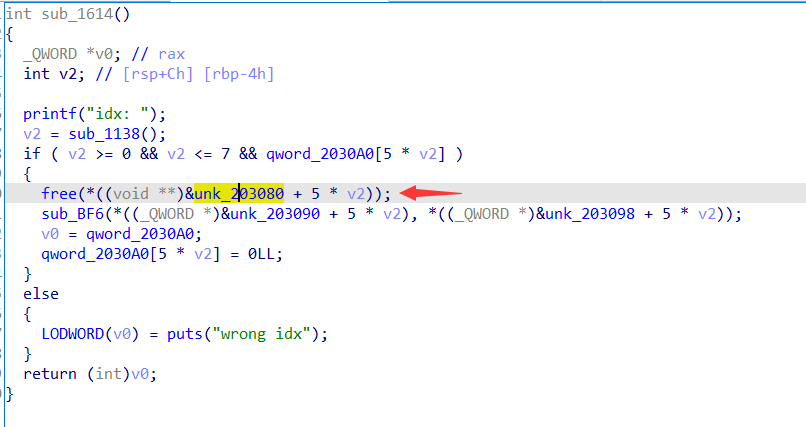 int sub_1614()
{
  _QWORD *v0; // rax
  int v2; // [rsp+Ch] [rbp-4h]

  printf("idx: ");
  v2 = sub_1138();
  if ( v2 >= 0 && v2 <= 7 && qword_2030A0[5 * v2] )
  {
    free(*((void **)&unk_203080 + 5 * v2));
    sub_BF6(*((_QWORD *)&unk_203090 + 5 * v2), *((_QWORD *)&unk_203098 + 5 * v2));
    v0 = qword_2030A0;
    qword_2030A0[5 * v2] = 0LL;
  }
  else
  {
    LODWORD(v0) = puts("wrong idx");
  }
  return (int)v0;
}